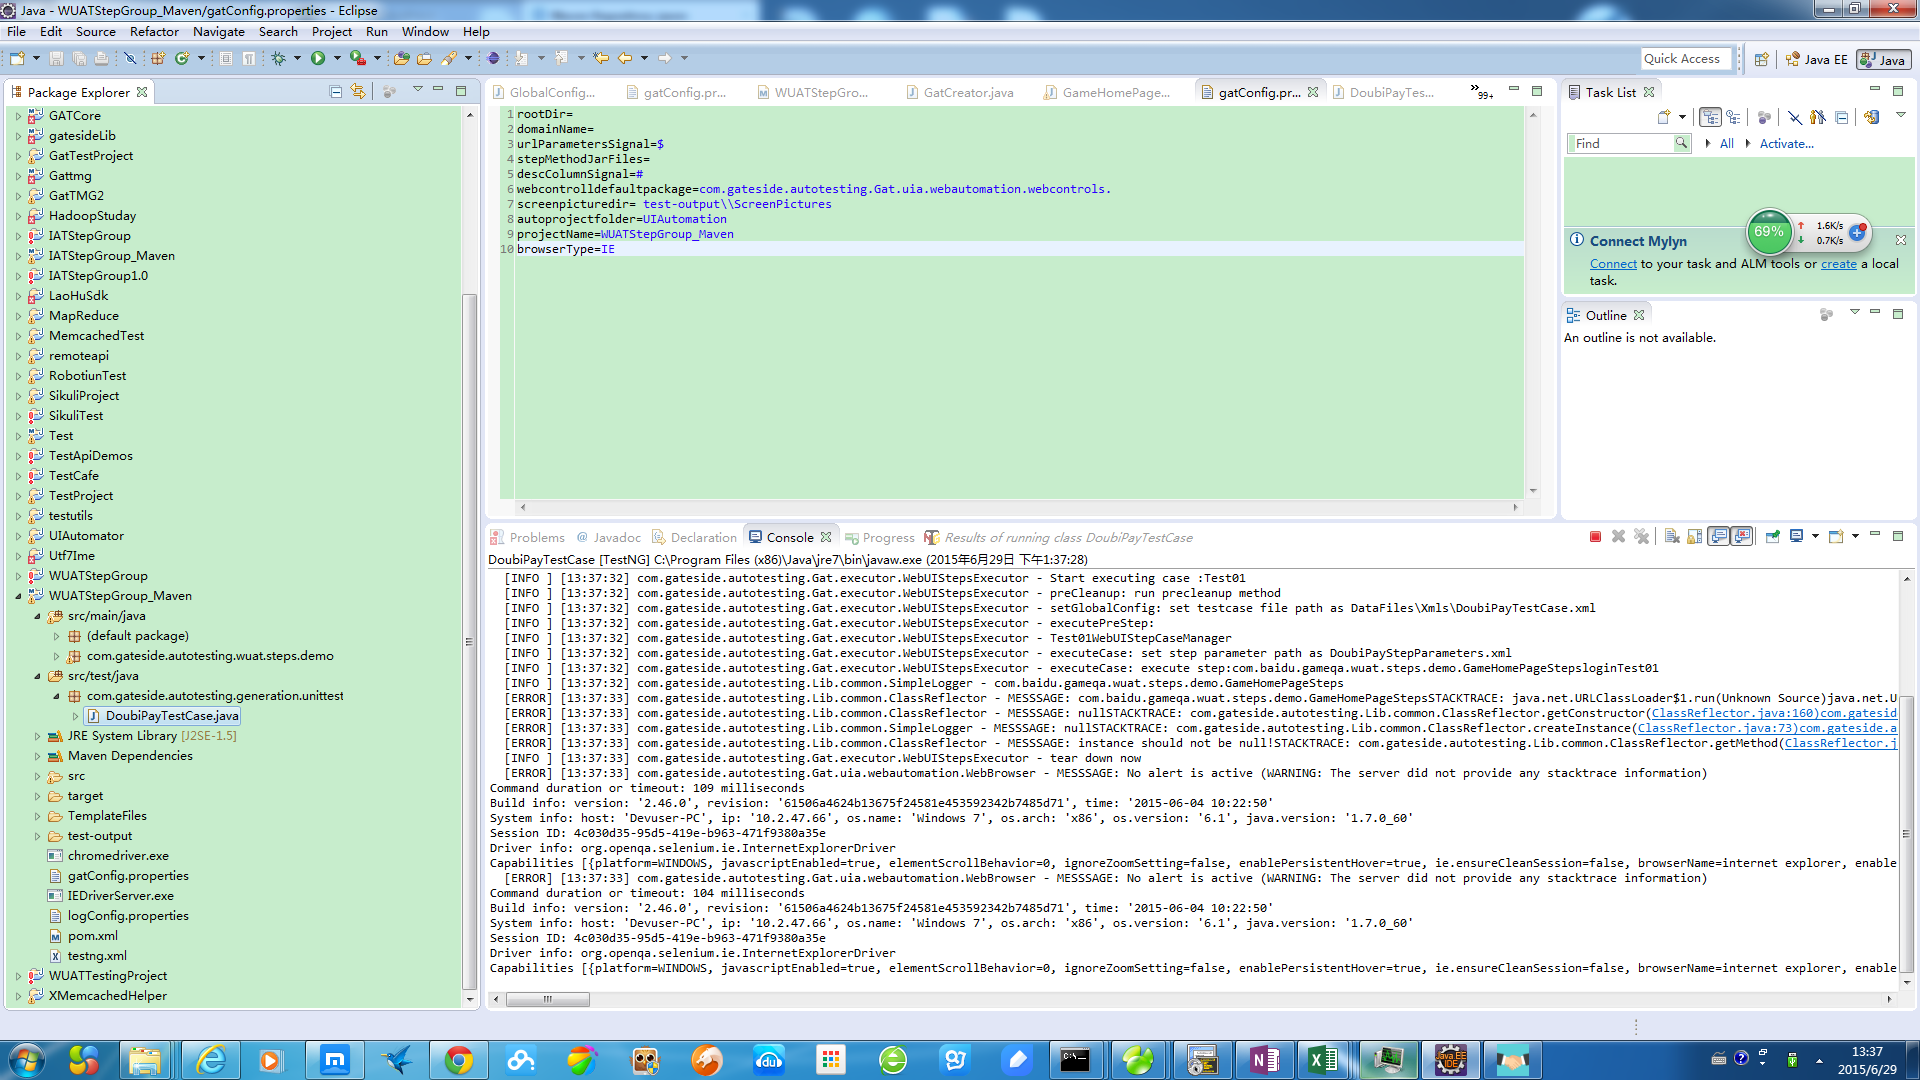 Java - WUATStepGroup_Maven/gatConfig.properties - Eclipse
File Edit Source Refactor Navigate Search Project Run Window Help
Quick Access
Java EE
Java
Package Explorer
GATCore
gatesideLib
GatTestProject
Gattmg
GatTMG2
HadoopStuday
IATStepGroup
IATStepGroup_Maven
IATStepGroup1.0
LaoHuSdk
MapReduce
MemcachedTest
remoteapi
RobotiunTest
SikuliProject
SikuliTest
Test
TestApiDemos
TestCafe
TestProject
testutils
UIAutomator
Utf7Ime
WUATStepGroup
WUATStepGroup_Maven
src/main/java
(default package)
com.gateside.autotesting.wuat.steps.demo
src/test/java
com.gateside.autotesting.generation.unittest
DoubiPayTestCase.java
JRE System Library [J2SE-1.5]
Maven Dependencies
src
target
TemplateFiles
test-output
chromedriver.exe
gatConfig.properties
IEDriverServer.exe
logConfig.properties
pom.xml
testng.xml
WUATTestingProject
XMemcachedHelper
GlobalConfig... gatConfig.pr... WUATStepGro... GatCreator.java GameHomePage... gatConfig.pr... DoubiPayTes... 99+
1 rootDir=
2 domainName=
3 urlParametersSignal=$
4 stepMethodJarFiles=
5 descColumnSignal=#
6 webcontrolldefaultpackage=com.gateside.autotesting.Gat.uia.webautomation.webcontrols.
7 screenpicturedir= test-output\\ScreenPictures
8 autoprojectfolder=UIAutomation
9 projectName=WUATStepGroup_Maven
10 browserType=IE
Task List
Find
All
Activate...
69%
1.6K/s
0.7K/s
Connect Mylyn
Connect to your task and ALM tools or create a local
task.
Outline
An outline is not available.
Problems @ Javadoc Declaration Console Progress Results of running class DoubiPayTestCase
DoubiPayTestCase [TestNG] C:\Program Files (x86)\Java\jre7\bin\javaw.exe (2015年6月29日 下午1:37:28)
[INFO ] [13:37:32] com.gateside.autotesting.Gat.executor.WebUIStepsExecutor - Start executing case :Test01
[INFO ] [13:37:32] com.gateside.autotesting.Gat.executor.WebUIStepsExecutor - preCleanup: run precleanup method
[INFO ] [13:37:32] com.gateside.autotesting.Gat.executor.WebUIStepsExecutor - setGlobalConfig: set testcase file path as DataFiles\Xmls\DoubiPayTestCase.xml
[INFO ] [13:37:32] com.gateside.autotesting.Gat.executor.WebUIStepsExecutor - executePreStep:
[INFO ] [13:37:32] com.gateside.autotesting.Gat.executor.WebUIStepsExecutor - Test01WebUIStepCaseManager
[INFO ] [13:37:32] com.gateside.autotesting.Gat.executor.WebUIStepsExecutor - executeCase: set step parameter path as DoubiPayStepParameters.xml
[INFO ] [13:37:32] com.gateside.autotesting.Gat.executor.WebUIStepsExecutor - executeCase: execute step:com.baidu.gameqa.wuat.steps.demo.GameHomePageStepsloginTest01
[INFO ] [13:37:33] com.gateside.autotesting.Lib.common.SimpleLogger - com.baidu.gameqa.wuat.steps.demo.GameHomePageSteps
[ERROR] [13:37:33] com.gateside.autotesting.Lib.common.ClassReflector - MESSSAGE: com.baidu.gameqa.wuat.steps.demo.GameHomePageStepsSTACKTRACE: java.net.URLClassLoader$1.run(Unknown Source)java.net.U
[ERROR] [13:37:33] com.gateside.autotesting.Lib.common.ClassReflector - MESSSAGE: nullSTACKTRACE: com.gateside.autotesting.Lib.common.ClassReflector.getConstructor(ClassReflector.java:160)com.gatesid
[ERROR] [13:37:33] com.gateside.autotesting.Lib.common.SimpleLogger - MESSSAGE: nullSTACKTRACE: com.gateside.autotesting.Lib.common.ClassReflector.createInstance(ClassReflector.java:73)com.gateside.a
[ERROR] [13:37:33] com.gateside.autotesting.Lib.common.ClassReflector - MESSSAGE: instance should not be null!STACKTRACE: com.gateside.autotesting.Lib.common.ClassReflector.getMethod(ClassReflector.j
[INFO ] [13:37:33] com.gateside.autotesting.Gat.executor.WebUIStepsExecutor - tear down now
[ERROR] [13:37:33] com.gateside.autotesting.Gat.uia.webautomation.WebBrowser - MESSSAGE: No alert is active (WARNING: The server did not provide any stacktrace information)
Command duration or timeout: 109 milliseconds
Build info: version: '2.46.0', revision: '61506a4624b13675f24581e453592342b7485d71', time: '2015-06-04 10:22:50'
System info: host: 'Devuser-PC', ip: '10.2.47.66', os.name: 'Windows 7', os.arch: 'x86', os.version: '6.1', java.version: '1.7.0_60'
Session ID: 4c030d35-95d5-419e-b963-471f9380a35e
Driver info: org.openqa.selenium.ie.InternetExplorerDriver
Capabilities [{platform=WINDOWS, javascriptEnabled=true, elementScrollBehavior=0, ignoreZoomSetting=false, enablePersistentHover=true, ie.ensureCleanSession=false, browserName=internet explorer, enable
[ERROR] [13:37:33] com.gateside.autotesting.Gat.uia.webautomation.WebBrowser - MESSSAGE: No alert is active (WARNING: The server did not provide any stacktrace information)
Command duration or timeout: 104 milliseconds
Build info: version: '2.46.0', revision: '61506a4624b13675f24581e453592342b7485d71', time: '2015-06-04 10:22:50'
System info: host: 'Devuser-PC', ip: '10.2.47.66', os.name: 'Windows 7', os.arch: 'x86', os.version: '6.1', java.version: '1.7.0_60'
Session ID: 4c030d35-95d5-419e-b963-471f9380a35e
Driver info: org.openqa.selenium.ie.InternetExplorerDriver
Capabilities [{platform=WINDOWS, javascriptEnabled=true, elementScrollBehavior=0, ignoreZoomSetting=false, enablePersistentHover=true, ie.ensureCleanSession=false, browserName=internet explorer, enable
13:37
2015/6/29